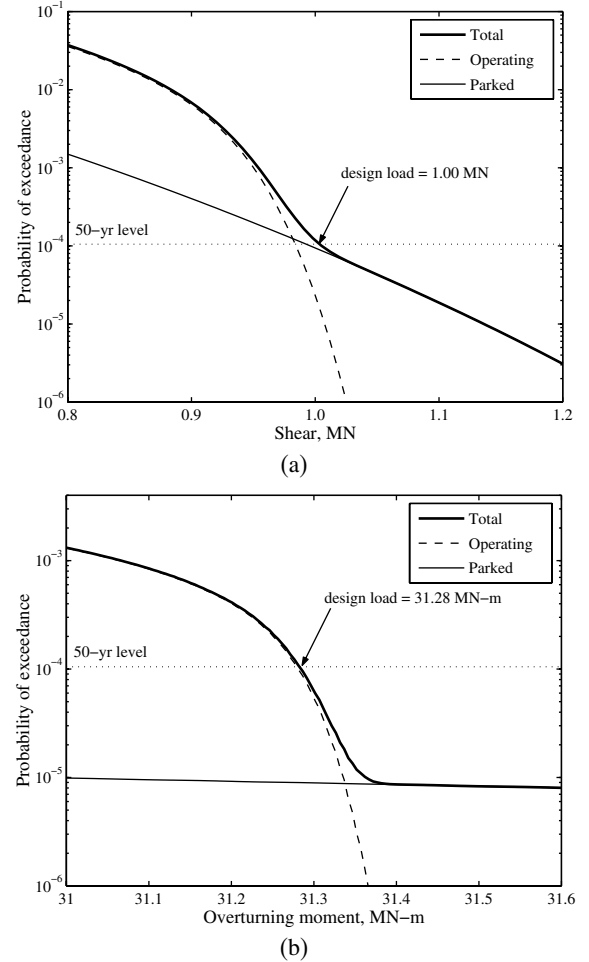 10−1
Total
Operating
Parked
10−2
10−3
design load = 1.00 MN
50−yr level
10−4
10−5
10−6
Probability of exceedance
0.8 0.9 1.0 1.1 1.2
Shear, MN
(a)
Total
Operating
Parked
10−3
design load = 31.28 MN−m
50−yr level
10−4
10−5
10−6
Probability of exceedance
31 31.1 31.2 31.3 31.4 31.5 31.6
Overturning moment, MN−m
(b)